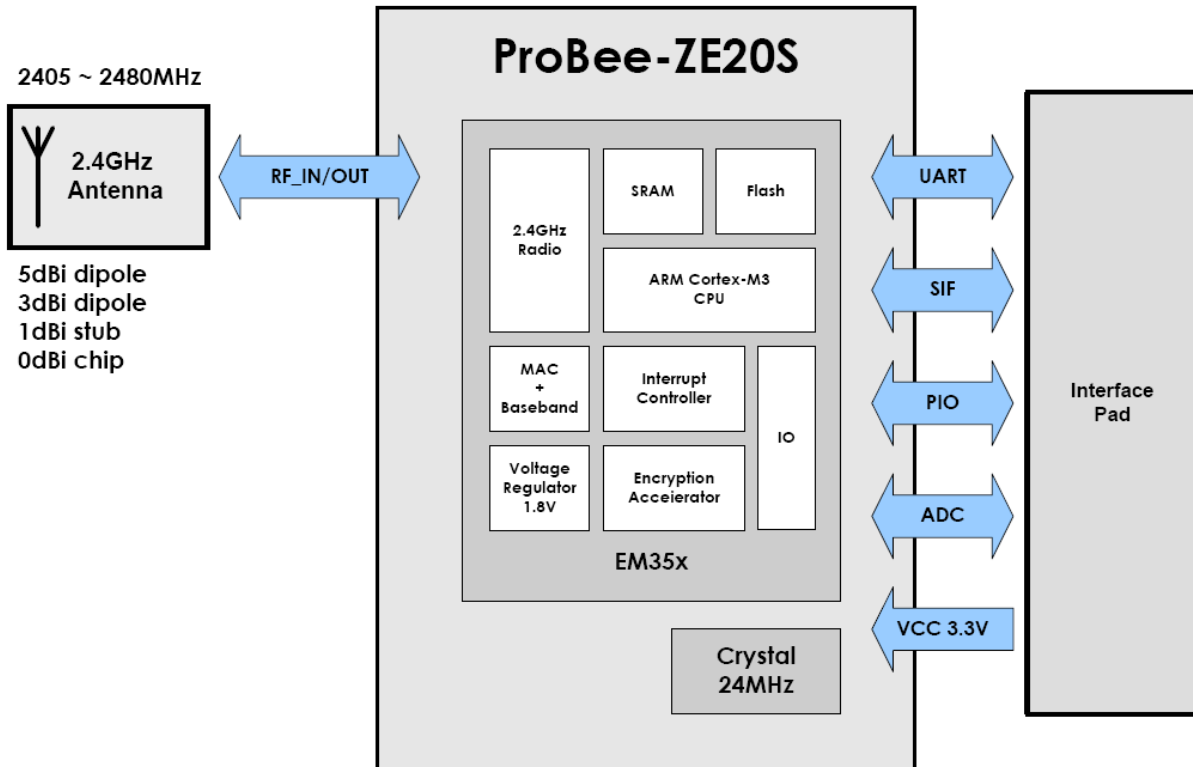 ProBee-ZE20S
2405 ~ 2480MHz
2.4GHz
Antenna
5dBi dipole
3dBi dipole
1dBi stub
0dBi chip
RF_IN/OUT
2.4GHz
Radio
SRAM
Flash
ARM Cortex-M3
CPU
MAC
+
Baseband
Interrupt
Controller
IO
Voltage
Regulator
1.8V
Encryption
Acceierator
EM35x
Crystal
24MHz
UART
SIF
PIO
ADC
VCC 3.3V
Interface
Pad